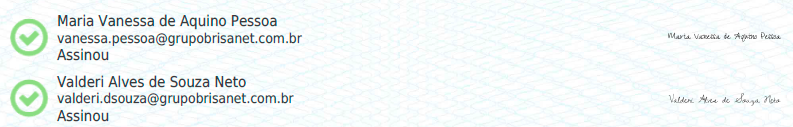 Maria Vanessa de Aquino Pessoa
vanessa.pessoa@grupobrisanet.com.br
Assinou
Maria Vanessa de Aquino Pessoa
Valderi Alves de Souza Neto
valderi.dsouza@grupobrisanet.com.br
Assinou
Valderi Alves de Souza Neto